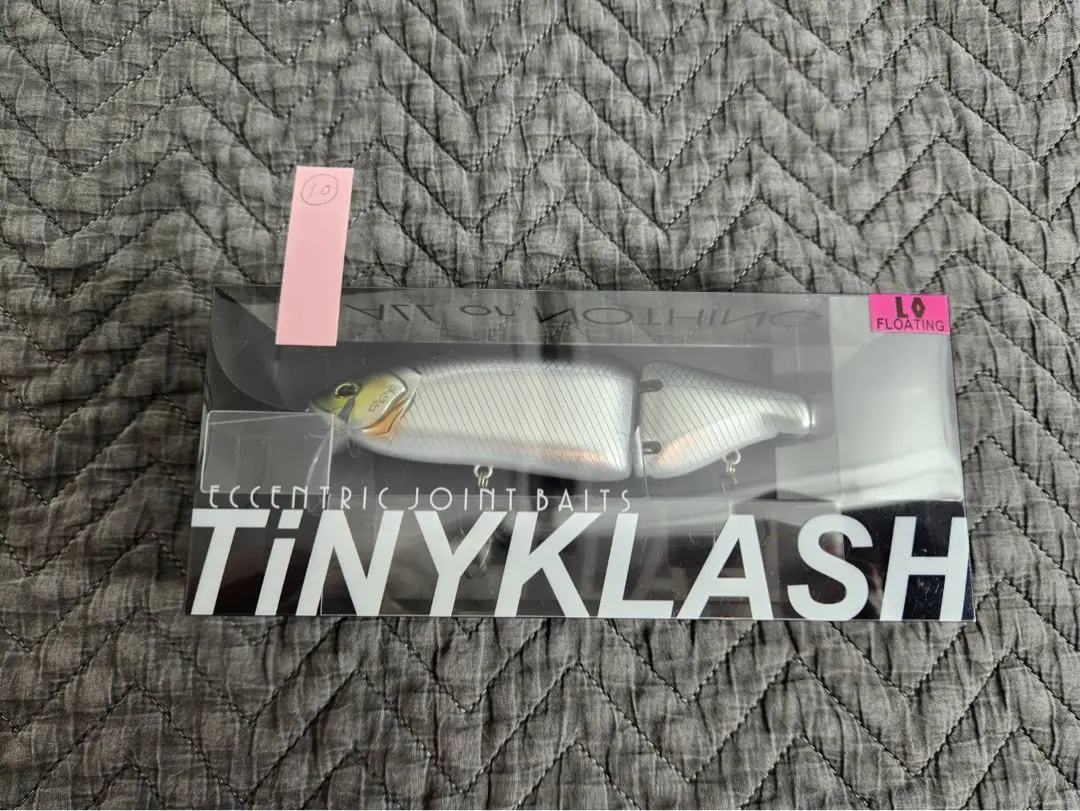 10
ALL or NOTHING
LO
FLOATING
ECCENTRIC JOINT BAITS
TiNYKLASH